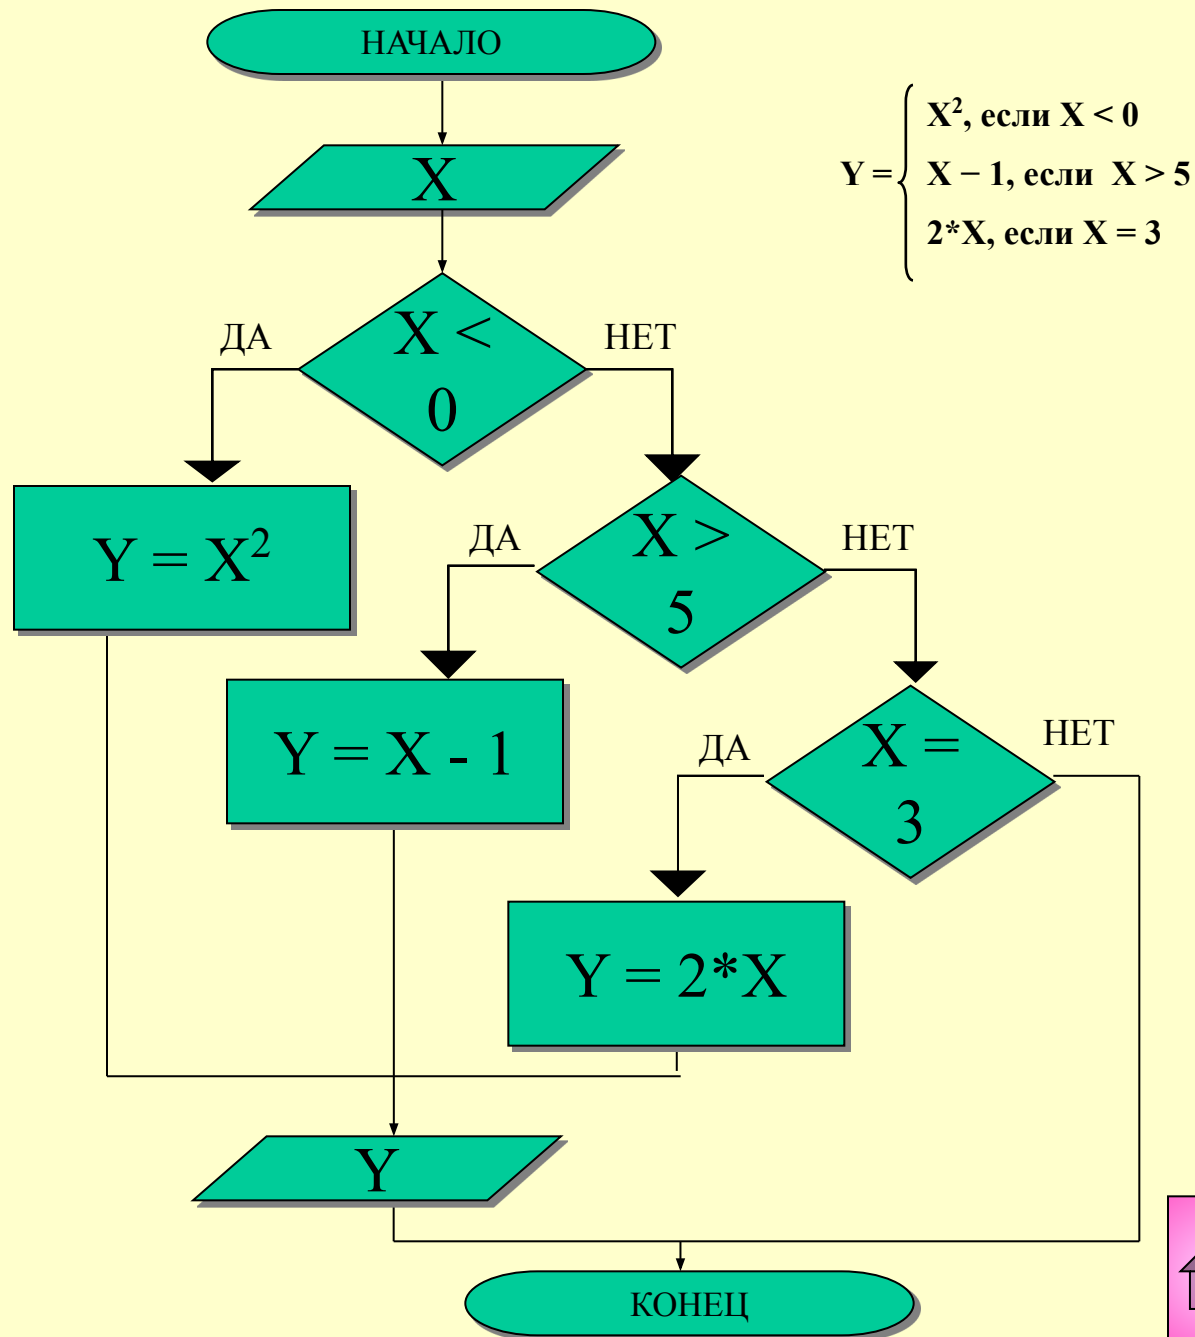 НАЧАЛО
X
X², если X < 0
Y =
X − 1, если X > 5
2*X, если X = 3
X <
0
ДА
НЕТ
Y = X²
X >
5
ДА
НЕТ
Y = X - 1
X =
3
ДА
НЕТ
Y = 2*X
Y
КОНЕЦ